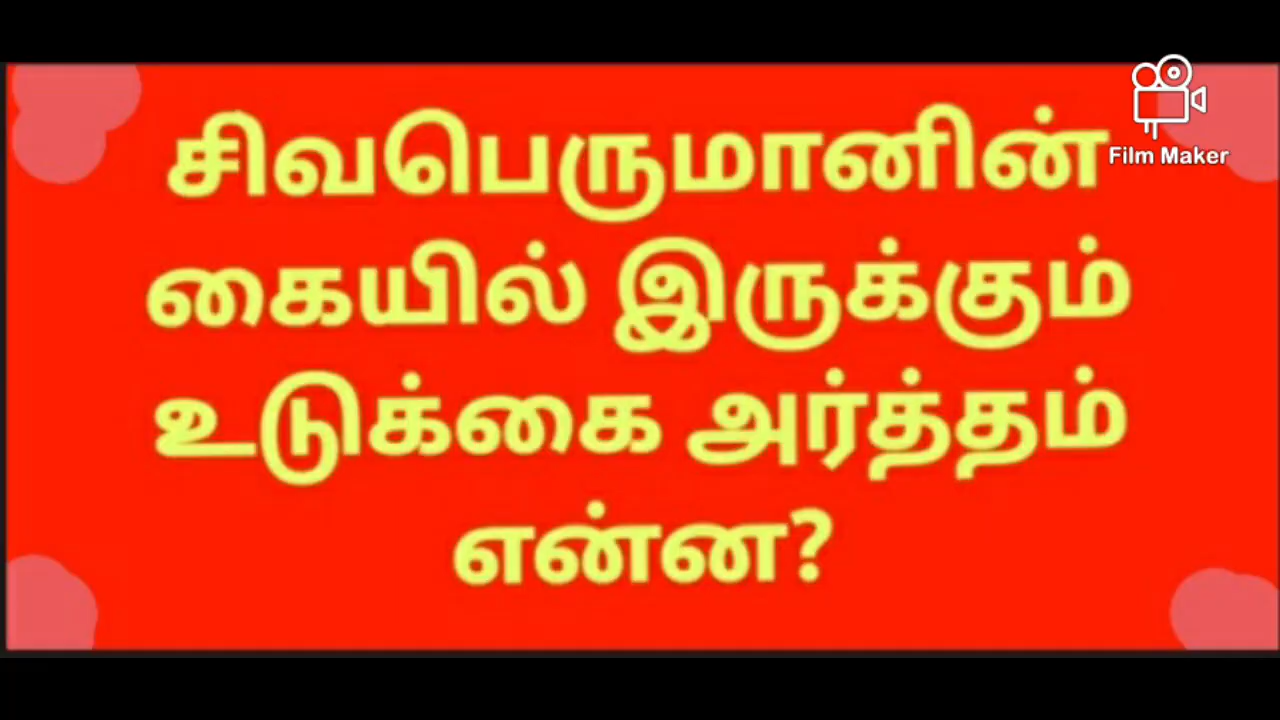 சிவபெருமானின்
கையில் இருக்கும்
உடுக்கை அர்த்தம்
என்ன?
Film Maker